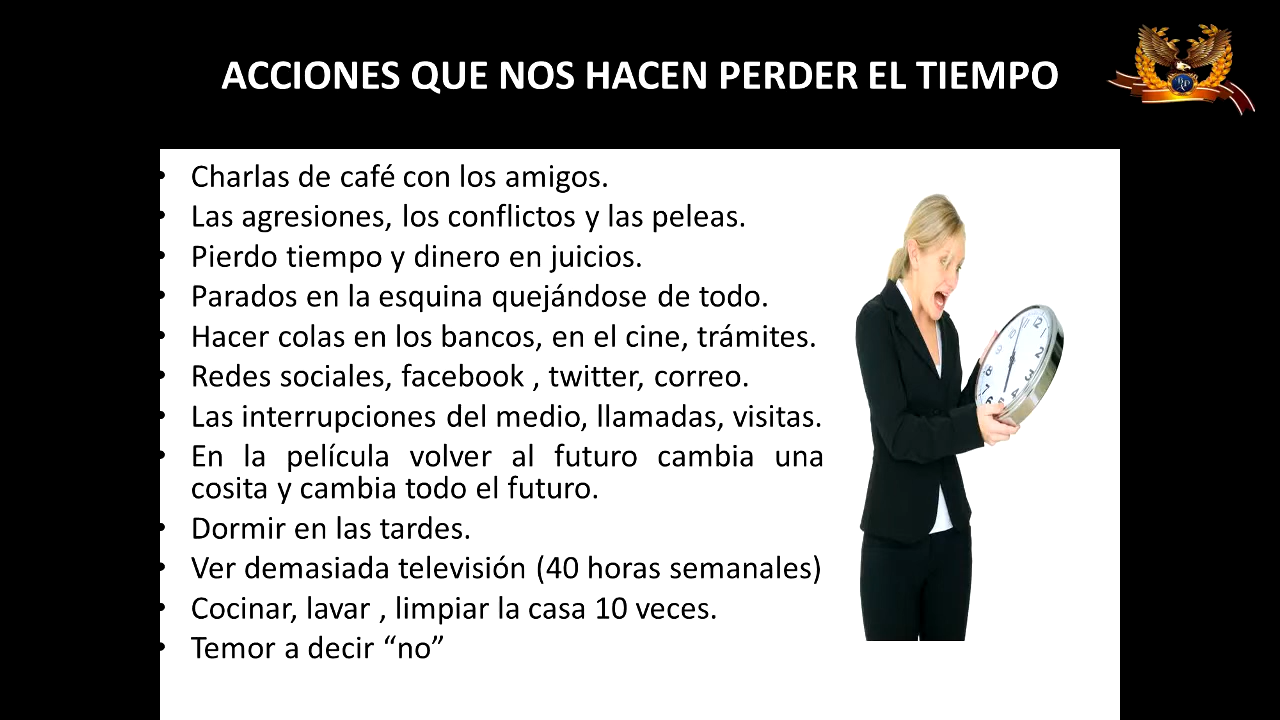 ACCIONES QUE NOS HACEN PERDER EL TIEMPO
• Charlas de café con los amigos.
• Las agresiones, los conflictos y las peleas.
• Pierdo tiempo y dinero en juicios.
• Parados en la esquina quejándose de todo.
• Hacer colas en los bancos, en el cine, trámites.
• Redes sociales, facebook , twitter, correo.
• Las interrupciones del medio, llamadas, visitas.
• En la película volver al futuro cambia una
cosita y cambia todo el futuro.
• Dormir en las tardes.
• Ver demasiada televisión (40 horas semanales)
• Cocinar, lavar , limpiar la casa 10 veces.
• Temor a decir “no”